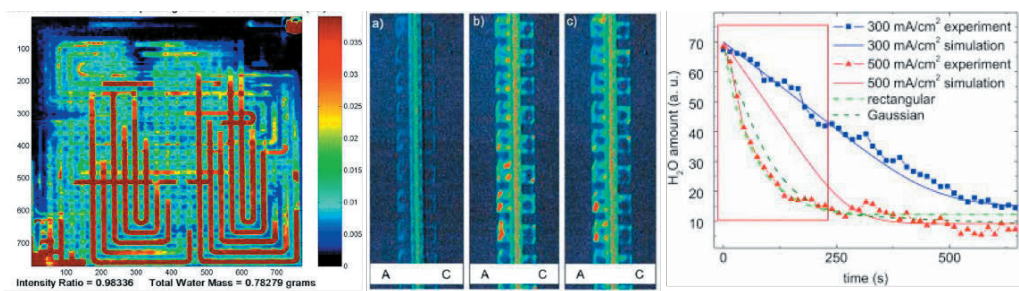 100
200
300
400
500
600
700
100 200 300 400 500 600 700
Intensity Ratio = 0.98336 Total Water Mass = 0.78279 grams
0.035
0.03
0.025
0.02
0.015
0.01
0.005
0
a) b) c)
A C A C A C
300 mA/cm² experiment
300 mA/cm² simulation
500 mA/cm² experiment
500 mA/cm² simulation
rectangular
Gaussian
H₂O amount (a. u.)
80
70
60
50
40
30
20
10
0 250 500
time (s)